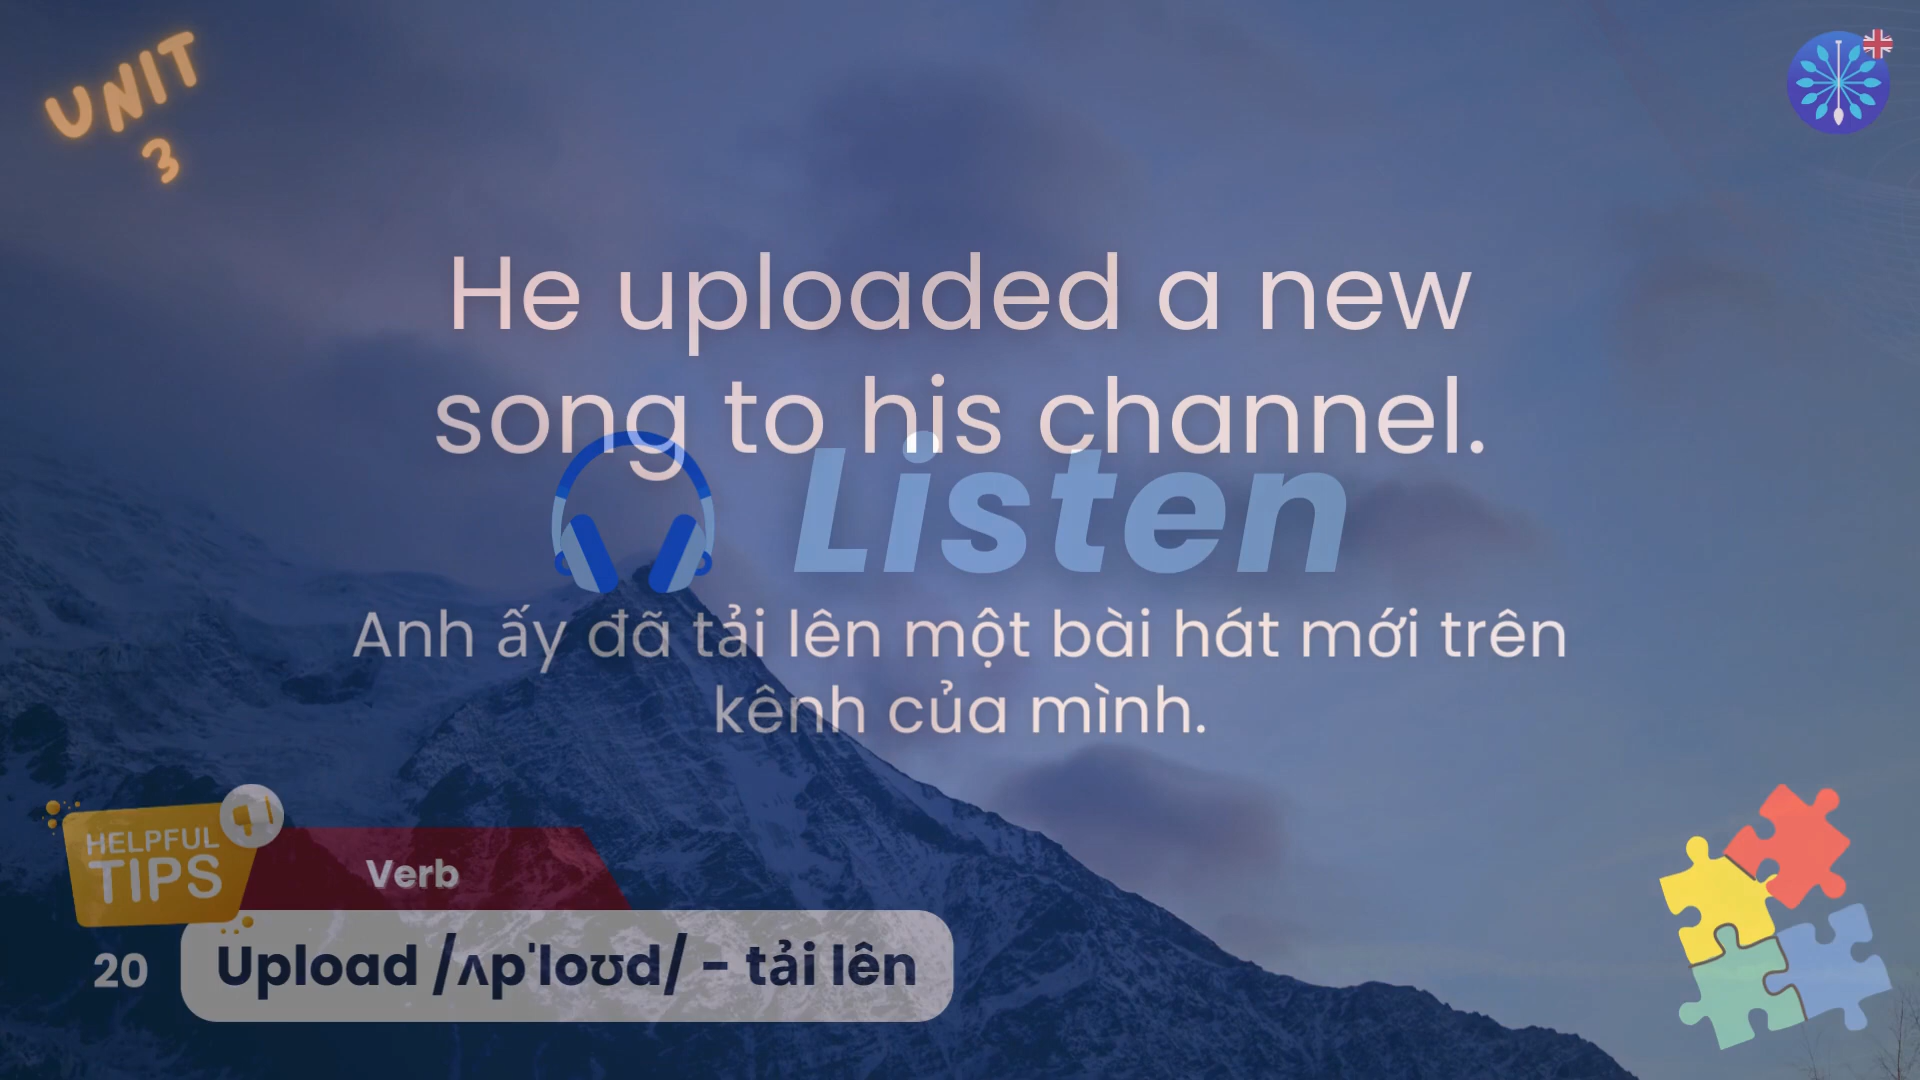 UNIT
3
He uploaded a new
song to his channel.
Listen
Anh ấy đã tải lên một bài hát mới trên
kênh của mình.
HELPFUL
TIPS
Verb
20
Upload /ʌpˈloʊd/ - tải lên